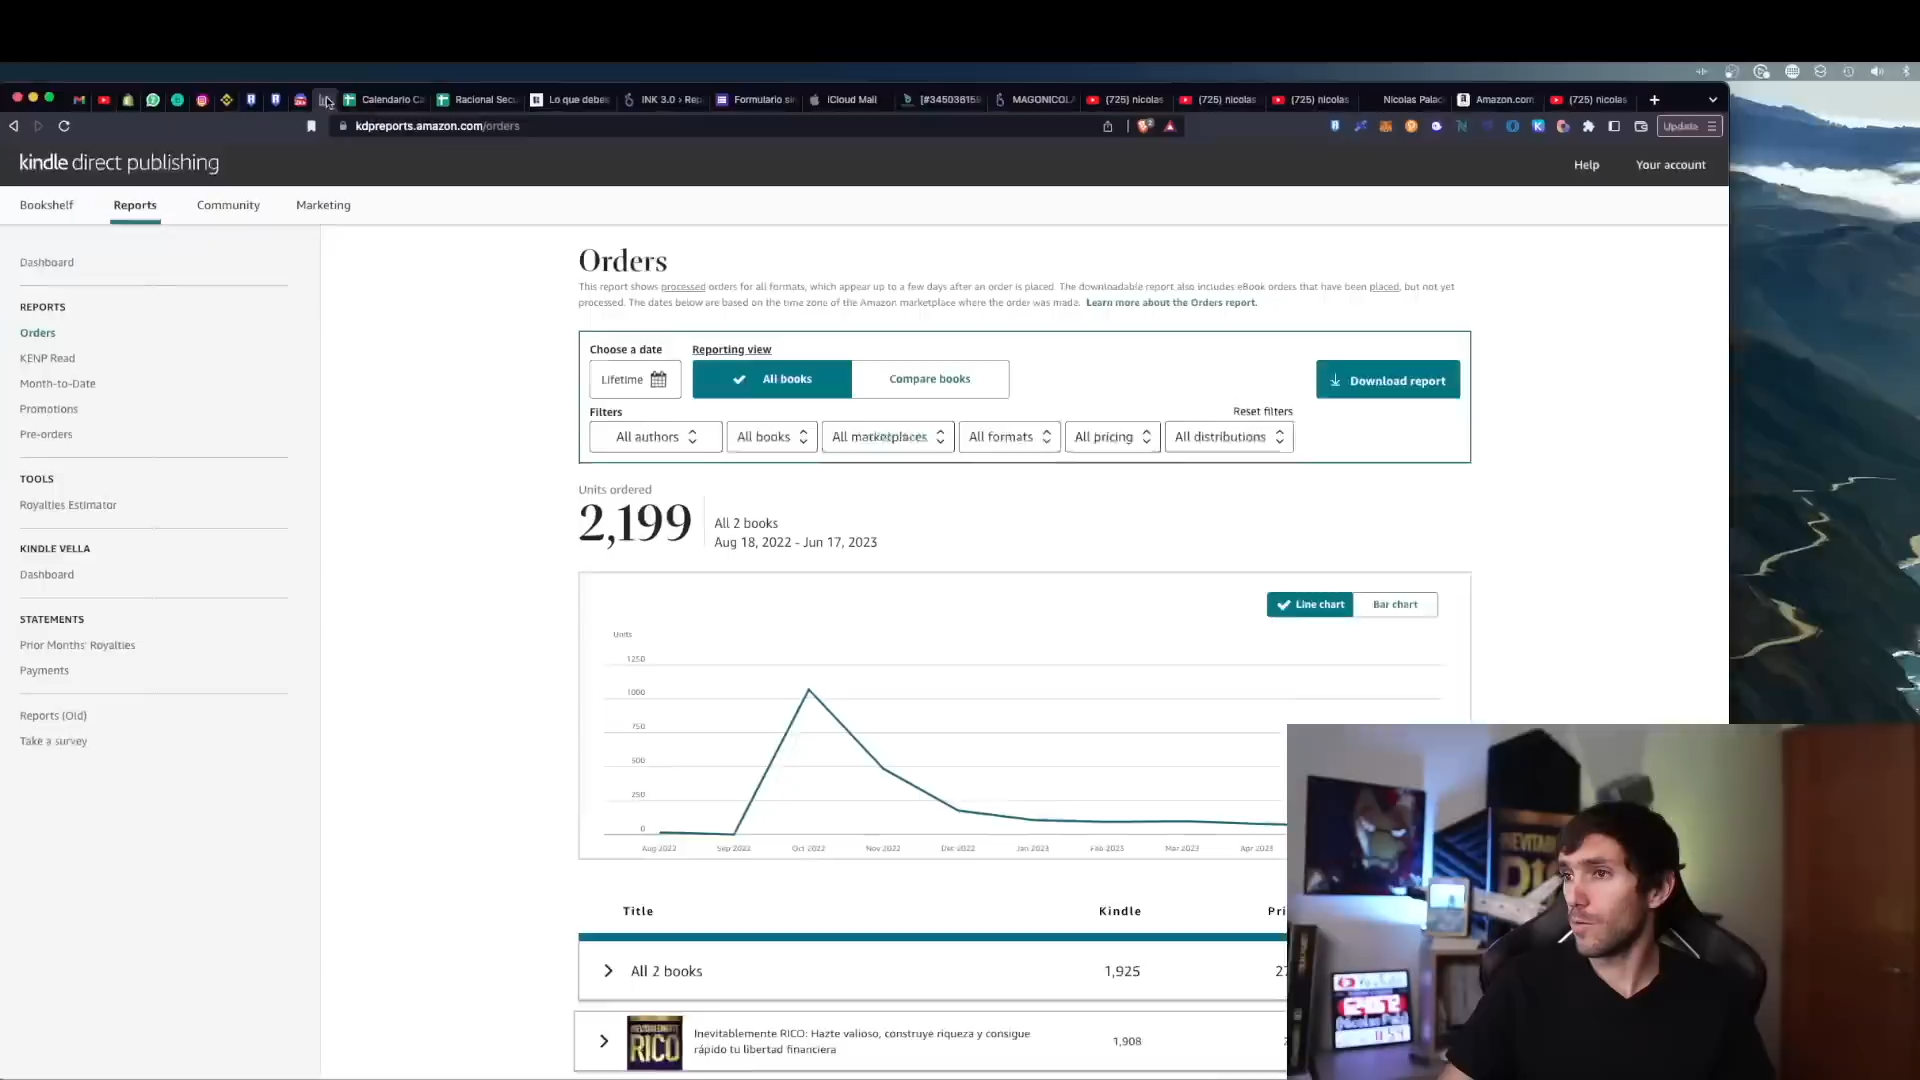 Calendario Ca
Racional Secu
Lo que debes
INK 3.0 › Rep
Formulario si
iCloud Mail
[#345036159
MAGONICOLA
(725) nicolas
(725) nicolas
(725) nicolas
Nicolas Palac
Amazon.com
(725) nicolas
kdpreports.amazon.com/orders
Update
kindle direct publishing
Help
Your account
Bookshelf
Reports
Community
Marketing
Dashboard
REPORTS
Orders
KENP Read
Month-to-Date
Promotions
Pre-orders
TOOLS
Royalties Estimator
KINDLE VELLA
Dashboard
STATEMENTS
Prior Months' Royalties
Payments
Reports (Old)
Take a survey
Orders
This report shows processed orders for all formats, which appear up to a few days after an order is placed. The downloadable report also includes eBook orders that have been placed, but not yet
processed. The dates below are based on the time zone of the Amazon marketplace where the order was made. Learn more about the Orders report.
Choose a date
Reporting view
Lifetime
All books
Compare books
Download report
Filters
Reset filters
All authors
All books
All marketplaces
All formats
All pricing
All distributions
Units ordered
2,199
All 2 books
Aug 18, 2022 - Jun 17, 2023
Line chart
Bar chart
Units
1250
1000
750
500
250
0
Aug 2022
Sep 2022
Oct 2022
Nov 2022
Dec 2022
Jan 2023
Feb 2023
Mar 2023
Apr 2023
Title
Kindle
Pri
All 2 books
1,925
27
RICO
Inevitablemente RICO: Hazte valioso, construye riqueza y consigue
rápido tu libertad financiera
1,908